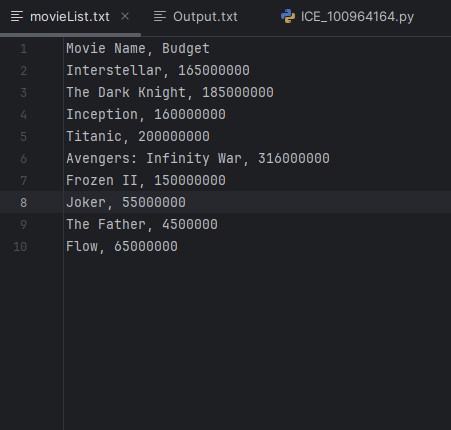 movieList.txt Output.txt ICE_100964164.py
1 Movie Name, Budget
2 Interstellar, 165000000
3 The Dark Knight, 185000000
4 Inception, 160000000
5 Titanic, 200000000
6 Avengers: Infinity War, 316000000
7 Frozen II, 150000000
8 Joker, 55000000
9 The Father, 4500000
10 Flow, 65000000